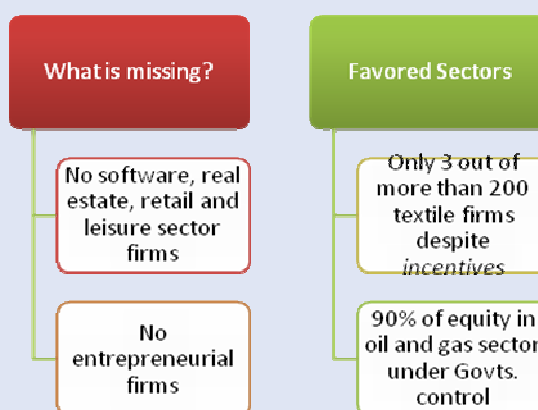 What is missing?
No software, real
estate, retail and
leisure sector
firms
No
entrepreneurial
firms
Favored Sectors
Only 3 out of
more than 200
textile firms
despite
incentives
90% of equity in
oil and gas sector
under Govts.
control